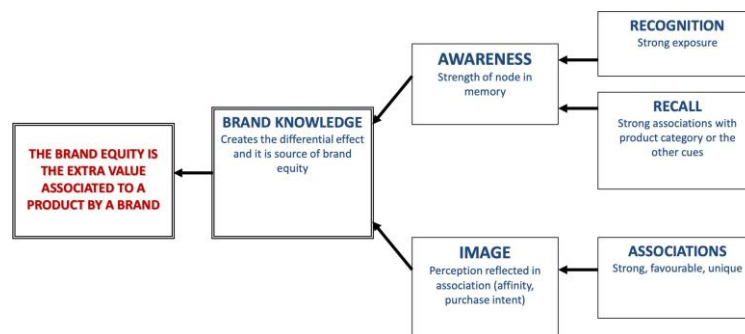 THE BRAND EQUITY IS
THE EXTRA VALUE
ASSOCIATED TO A
PRODUCT BY A BRAND
BRAND KNOWLEDGE
Creates the differential effect
and it is source of brand
equity
AWARENESS
Strength of node in
memory
IMAGE
Perception reflected in
association (affinity,
purchase intent)
RECOGNITION
Strong exposure
RECALL
Strong associations with
product category or the
other cues
ASSOCIATIONS
Strong, favourable, unique